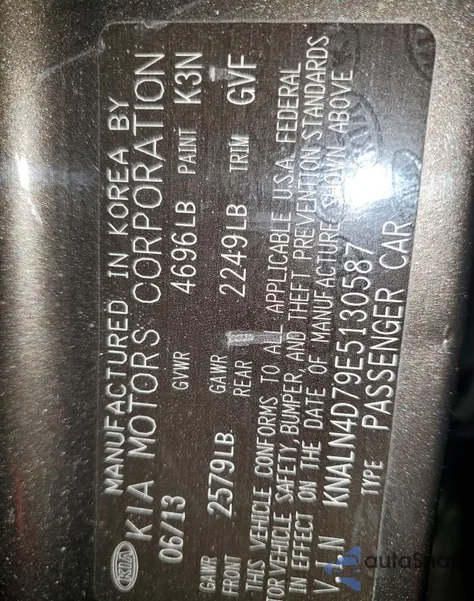 KIA
MANUFACTURED IN KOREA BY
KIA MOTORS CORPORATION
06/13 GVWR 4696LB PAINT K3N
GAWR FRONT 2579LB GAWR REAR 2249LB TRIM GVF
THIS VEHICLE CONFORMS TO ALL APPLICABLE U.S.A. FEDERAL
MOTOR VEHICLE SAFETY, BUMPER, AND THEFT PREVENTION STANDARDS
IN EFFECT ON THE DATE OF MANUFACTURE SHOWN ABOVE
V I N KNALN4D79E5130587
TYPE PASSENGER CAR